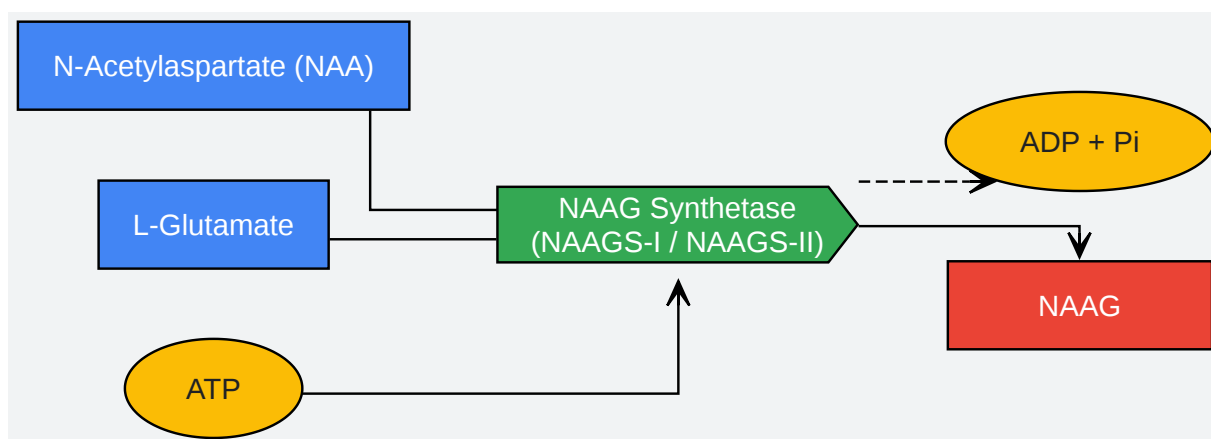 N-Acetylaspartate (NAA)
ADP + Pi
L-Glutamate
NAAG Synthetase
(NAAGS-I / NAAGS-II)
NAAG
ATP